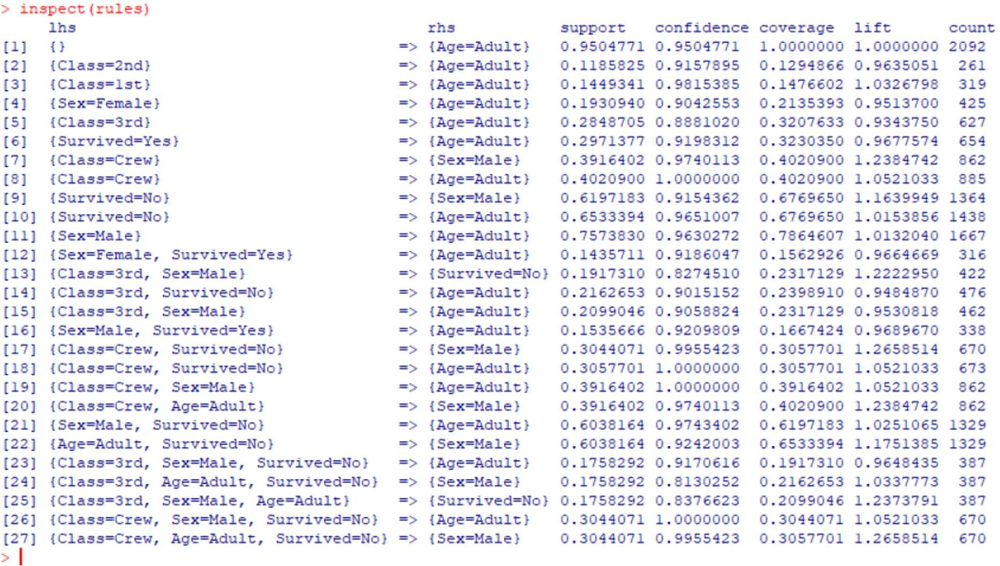 > inspect(rules)
lhs rhs support confidence coverage lift count
[1] {} => {Age=Adult} 0.9504771 0.9504771 1.0000000 1.0000000 2092
[2] {Class=2nd} => {Age=Adult} 0.1185825 0.9157895 0.1294866 0.9635051 261
[3] {Class=1st} => {Age=Adult} 0.1449341 0.9815385 0.1476602 1.0326798 319
[4] {Sex=Female} => {Age=Adult} 0.1930940 0.9042553 0.2135393 0.9513700 425
[5] {Class=3rd} => {Age=Adult} 0.2848705 0.8881020 0.3207633 0.9343750 627
[6] {Survived=Yes} => {Age=Adult} 0.2971377 0.9198312 0.3230350 0.9677574 654
[7] {Class=Crew} => {Sex=Male} 0.3916402 0.9740113 0.4020900 1.2384742 862
[8] {Class=Crew} => {Age=Adult} 0.4020900 1.0000000 0.4020900 1.0521033 885
[9] {Survived=No} => {Sex=Male} 0.6197183 0.9154362 0.6769650 1.1639949 1364
[10] {Survived=No} => {Age=Adult} 0.6533394 0.9651007 0.6769650 1.0153856 1438
[11] {Sex=Male} => {Age=Adult} 0.7573830 0.9630272 0.7864607 1.0132040 1667
[12] {Sex=Female, Survived=Yes} => {Age=Adult} 0.1435711 0.9186047 0.1562926 0.9664669 316
[13] {Class=3rd, Sex=Male} => {Survived=No} 0.1917310 0.8274510 0.2317129 1.2222950 422
[14] {Class=3rd, Survived=No} => {Age=Adult} 0.2162653 0.9015152 0.2398910 0.9484870 476
[15] {Class=3rd, Sex=Male} => {Age=Adult} 0.2099046 0.9058824 0.2317129 0.9530818 462
[16] {Sex=Male, Survived=Yes} => {Age=Adult} 0.1535666 0.9209809 0.1667424 0.9689670 338
[17] {Class=Crew, Survived=No} => {Sex=Male} 0.3044071 0.9955423 0.3057701 1.2658514 670
[18] {Class=Crew, Survived=No} => {Age=Adult} 0.3057701 1.0000000 0.3057701 1.0521033 673
[19] {Class=Crew, Sex=Male} => {Age=Adult} 0.3916402 1.0000000 0.3916402 1.0521033 862
[20] {Class=Crew, Age=Adult} => {Sex=Male} 0.3916402 0.9740113 0.4020900 1.2384742 862
[21] {Sex=Male, Survived=No} => {Age=Adult} 0.6038164 0.9743402 0.6197183 1.0251065 1329
[22] {Age=Adult, Survived=No} => {Sex=Male} 0.6038164 0.9242003 0.6533394 1.1751385 1329
[23] {Class=3rd, Sex=Male, Survived=No} => {Age=Adult} 0.1758292 0.9170616 0.1917310 0.9648435 387
[24] {Class=3rd, Age=Adult, Survived=No} => {Sex=Male} 0.1758292 0.8130252 0.2162653 1.0337773 387
[25] {Class=3rd, Sex=Male, Age=Adult} => {Survived=No} 0.1758292 0.8376623 0.2099046 1.2373791 387
[26] {Class=Crew, Sex=Male, Survived=No} => {Age=Adult} 0.3044071 1.0000000 0.3044071 1.0521033 670
[27] {Class=Crew, Age=Adult, Survived=No} => {Sex=Male} 0.3044071 0.9955423 0.3057701 1.2658514 670
>